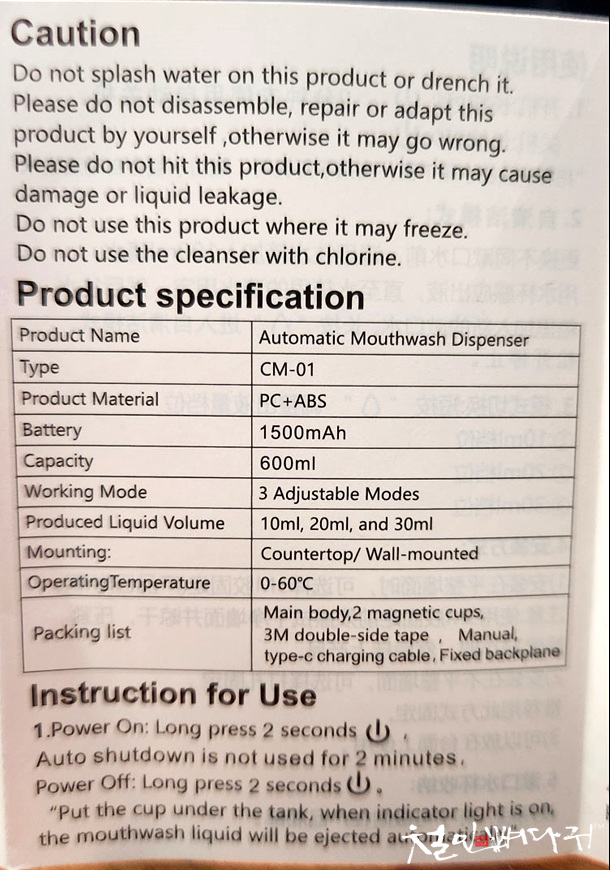 Caution
Do not splash water on this product or drench it.
Please do not disassemble, repair or adapt this
product by yourself ,otherwise it may go wrong.
Please do not hit this product,otherwise it may cause
damage or liquid leakage.
Do not use this product where it may freeze.
Do not use the cleanser with chlorine.
Product specification
Product Name Automatic Mouthwash Dispenser
Type CM-01
Product Material PC+ABS
Battery 1500mAh
Capacity 600ml
Working Mode 3 Adjustable Modes
Produced Liquid Volume 10ml, 20ml, and 30ml
Mounting: Countertop/ Wall-mounted
OperatingTemperature 0-60℃
Packing list Main body,2 magnetic cups,
3M double-side tape , Manual,
type-c charging cable, Fixed backplane
Instruction for Use
1.Power On: Long press 2 seconds ⏻ ,
Auto shutdown is not used for 2 minutes.
Power Off: Long press 2 seconds ⏻ 。
"Put the cup under the tank, when indicator light is on,
the mouthwash liquid will be ejected